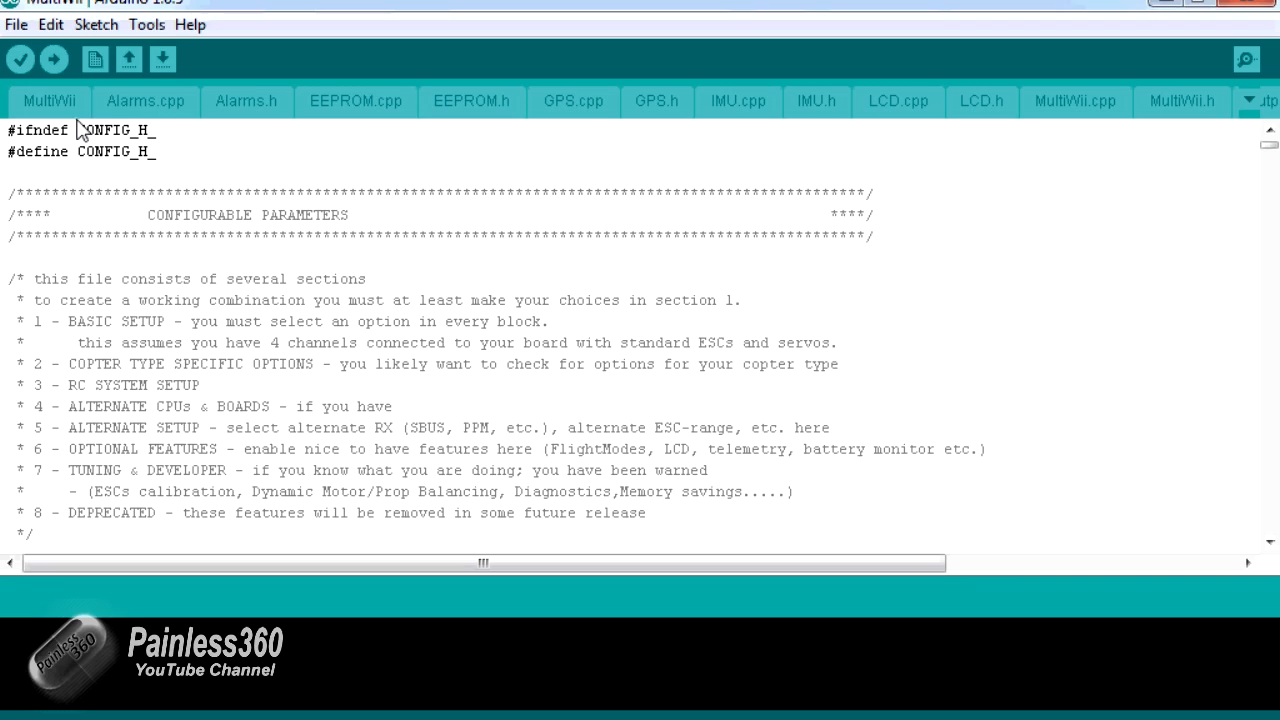 MultiWii | Arduino 1.0.5
File Edit Sketch Tools Help
MultiWii Alarms.cpp Alarms.h EEPROM.cpp EEPROM.h GPS.cpp GPS.h IMU.cpp IMU.h LCD.cpp LCD.h MultiWii.cpp MultiWii.h utp
#ifndef CONFIG_H_
#define CONFIG_H_
/*************************************************************************************************/
/**** CONFIGURABLE PARAMETERS ****/
/*************************************************************************************************/
/* this file consists of several sections
* to create a working combination you must at least make your choices in section 1.
* 1 - BASIC SETUP - you must select an option in every block.
* this assumes you have 4 channels connected to your board with standard ESCs and servos.
* 2 - COPTER TYPE SPECIFIC OPTIONS - you likely want to check for options for your copter type
* 3 - RC SYSTEM SETUP
* 4 - ALTERNATE CPUs & BOARDS - if you have
* 5 - ALTERNATE SETUP - select alternate RX (SBUS, PPM, etc.), alternate ESC-range, etc. here
* 6 - OPTIONAL FEATURES - enable nice to have features here (FlightModes, LCD, telemetry, battery monitor etc.)
* 7 - TUNING & DEVELOPER - if you know what you are doing; you have been warned
* - (ESCs calibration, Dynamic Motor/Prop Balancing, Diagnostics,Memory savings.....)
* 8 - DEPRECATED - these features will be removed in some future release
*/
Painless360
Painless360
YouTube Channel